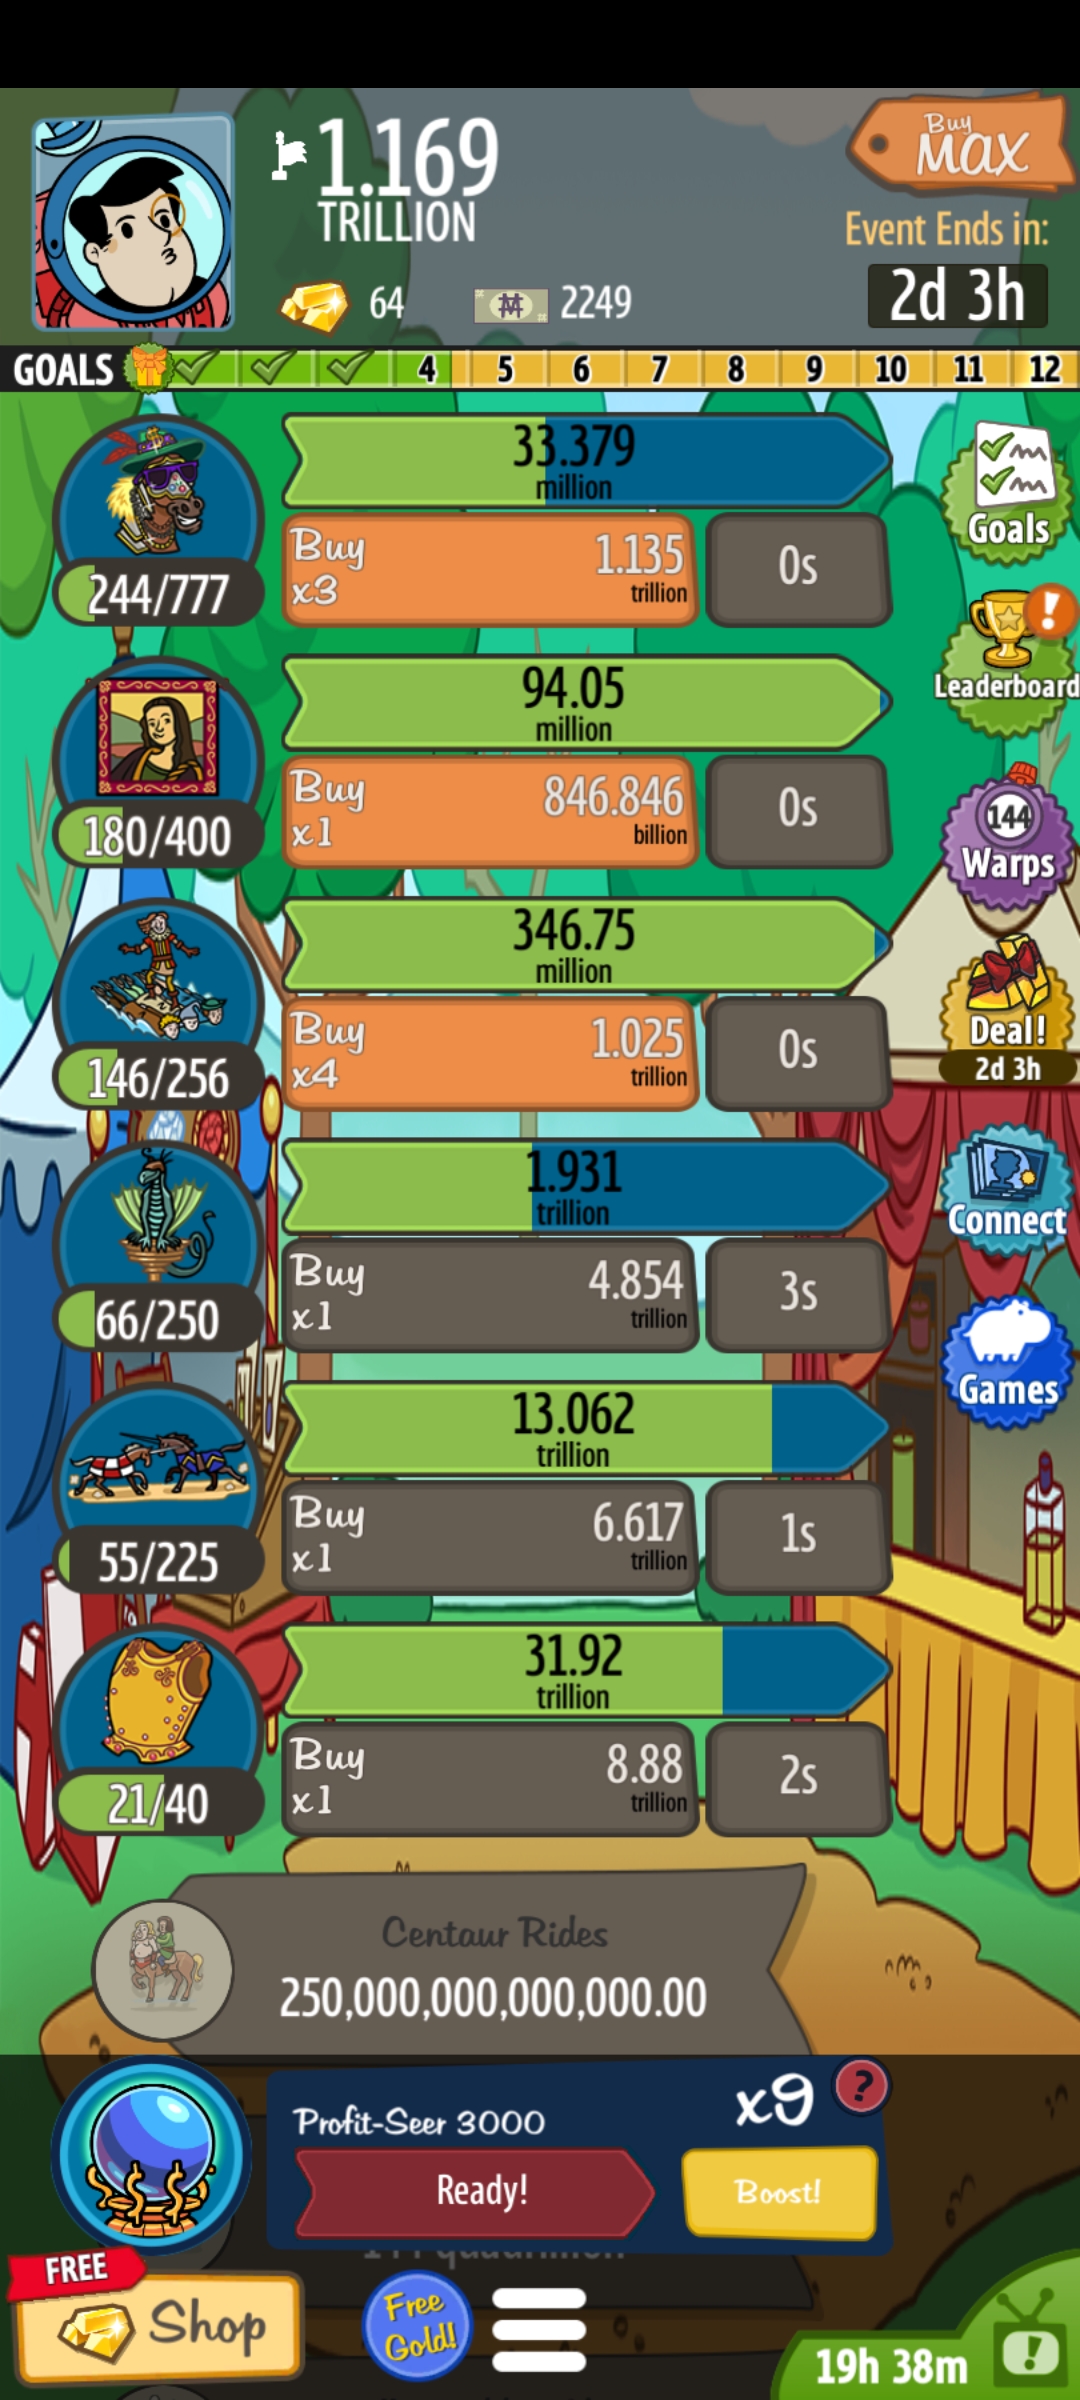 1.169
TRILLION
Buy
MAX
Event Ends in:
2d 3h
64
2249
GOALS 4 5 6 7 8 9 10 11 12
33.379
million
Buy
x3
1.135
trillion
0s
244/777
Goals
94.05
million
Buy
x1
846.846
billion
0s
180/400
Leaderboard
346.75
million
Buy
x4
1.025
trillion
0s
146/256
144
Warps
Deal!
2d 3h
1.931
trillion
Buy
x1
4.854
trillion
3s
66/250
Connect
13.062
trillion
Buy
x1
6.617
trillion
1s
55/225
Games
31.92
trillion
Buy
x1
8.88
trillion
2s
21/40
Centaur Rides
250,000,000,000,000.00
Profit-Seer 3000
x9
?
Ready!
Boost!
FREE
Shop
Free
Gold!
19h 38m